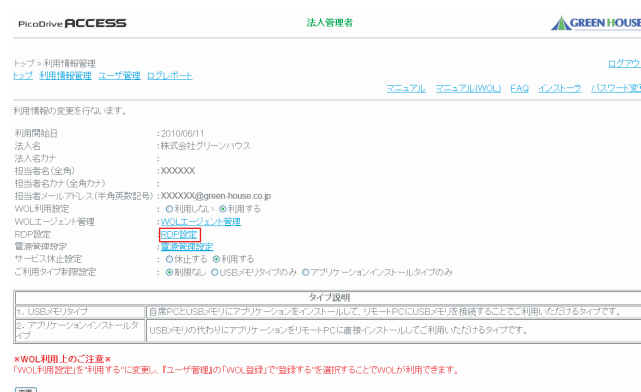 PicoDrive ACCESS
法人管理者
GREEN HOUSE
トップ > 利用情報管理
ログアウ
トップ 利用情報管理 ユーザ管理 ログレポート
マニュアル マニュアル(WOL) FAQ インストーラ パスワード変
利用情報の変更を行ないます。
利用開始日 : 2010/06/11
法人名 : 株式会社グリーンハウス
法人名カナ :
担当者名(全角) : XXXXXX
担当者名カナ(全角カナ) :
担当者メールアドレス(半角英数記号) : XXXXXX@green-house.co.jp
WOL利用設定 : 利用しない 利用する
WOLエージェント管理 : WOLエージェント管理
RDP設定 : RDP設定
電源管理設定 : 電源管理設定
サービス休止設定 : 休止する 利用する
ご利用タイプ制限設定 : 制限なし USBメモリタイプのみ アプリケーションインストールタイプのみ
タイプ説明
1. USBメモリタイプ 自席PCとUSBメモリにアプリケーションをインストールして、リモートPCにUSBメモリを接続することでご利用いただけるタイプです。
2. アプリケーションインストールタイプ USBメモリの代わりにアプリケーションをリモートPCに直接インストールしてご利用いただけるタイプです。
※WOL利用上のご注意※
「WOL利用設定」を"利用する"に変更し、『ユーザ管理』の「WOL登録」で"登録する"を選択することでWOLが利用できます。